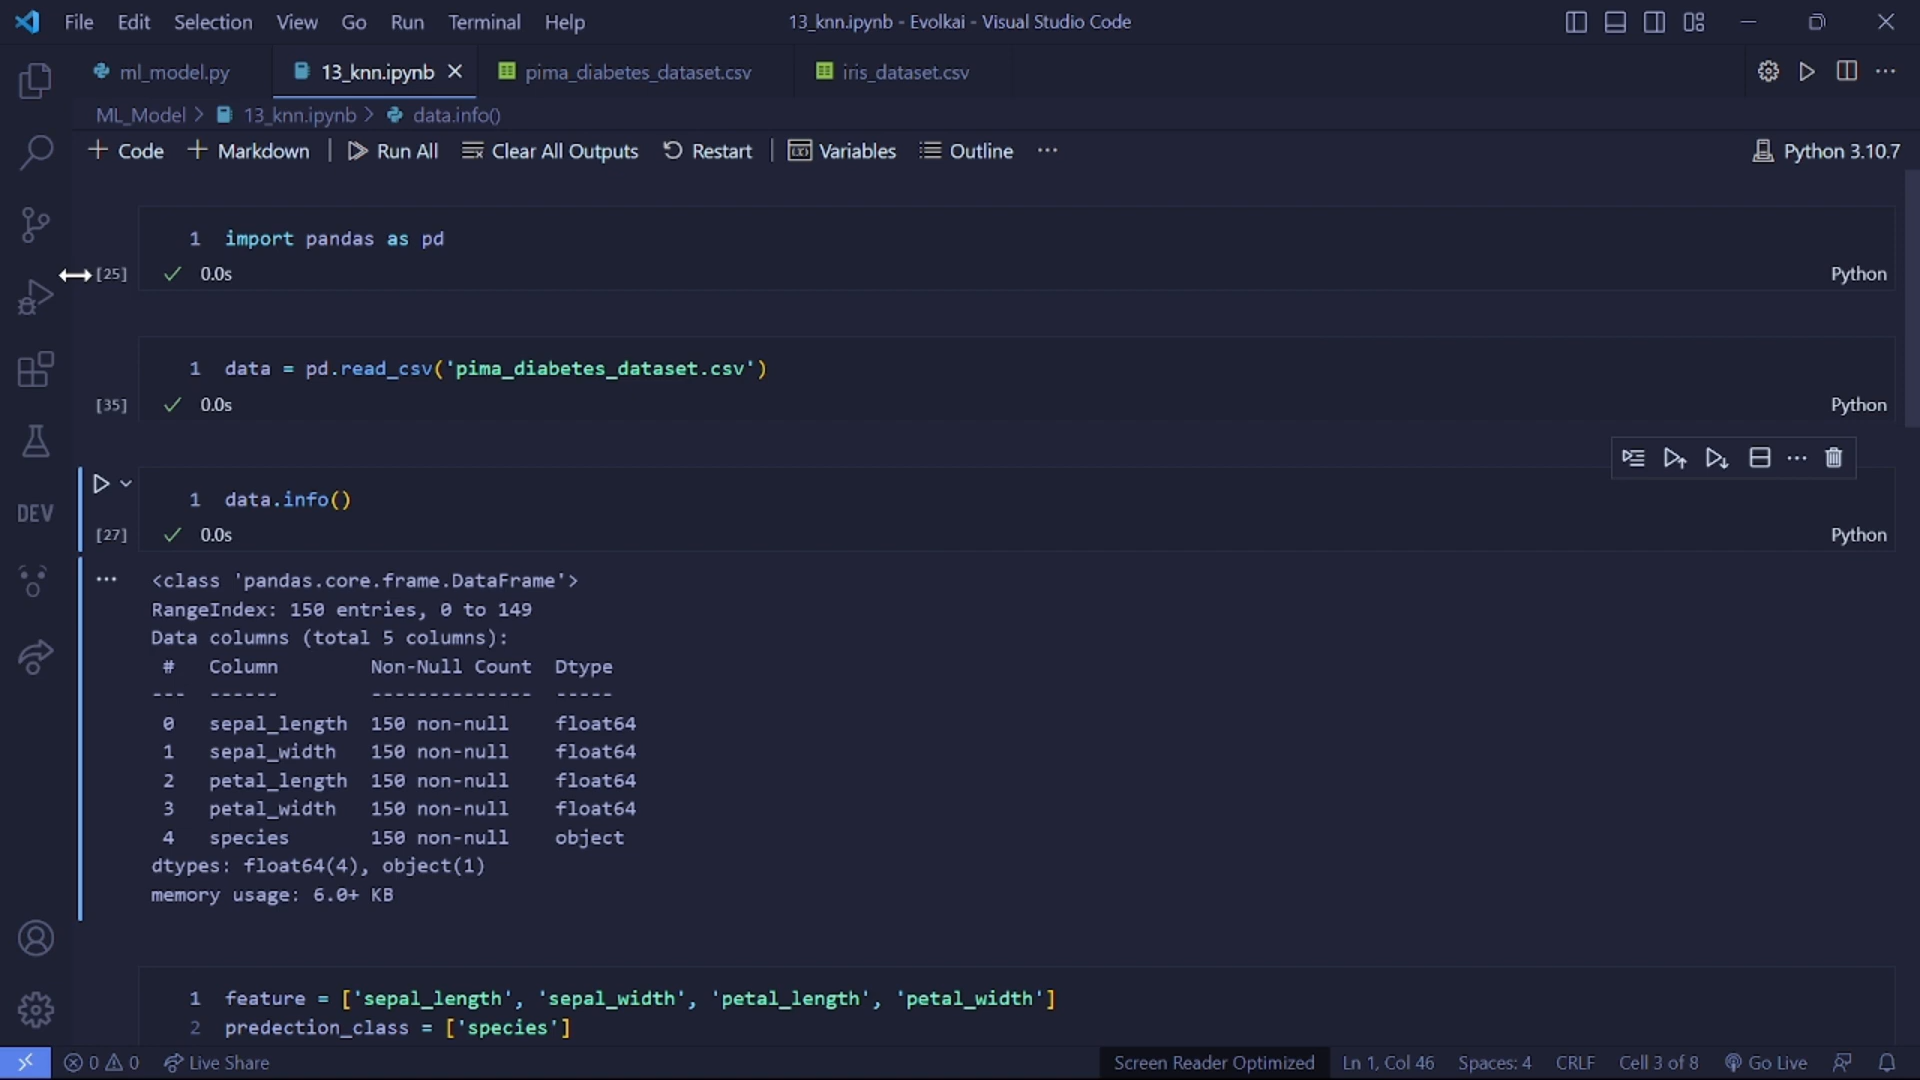 File Edit Selection View Go Run Terminal Help 13_knn.ipynb - Evolkai - Visual Studio Code
ml_model.py 13_knn.ipynb pima_diabetes_dataset.csv iris_dataset.csv
ML_Model > 13_knn.ipynb > data.info()
+ Code + Markdown | Run All Clear All Outputs Restart | Variables Outline ... Python 3.10.7
1 import pandas as pd
[25] ✓ 0.0s Python
1 data = pd.read_csv('pima_diabetes_dataset.csv')
[35] ✓ 0.0s Python
1 data.info()
[27] ✓ 0.0s Python
DEV
... <class 'pandas.core.frame.DataFrame'>
RangeIndex: 150 entries, 0 to 149
Data columns (total 5 columns):
# Column Non-Null Count Dtype
--- ------ -------------- -----
0 sepal_length 150 non-null float64
1 sepal_width 150 non-null float64
2 petal_length 150 non-null float64
3 petal_width 150 non-null float64
4 species 150 non-null object
dtypes: float64(4), object(1)
memory usage: 6.0+ KB
1 feature = ['sepal_length', 'sepal_width', 'petal_length', 'petal_width']
2 predection_class = ['species']
0 0 Live Share Screen Reader Optimized Ln 1, Col 46 Spaces: 4 CRLF Cell 3 of 8 Go Live